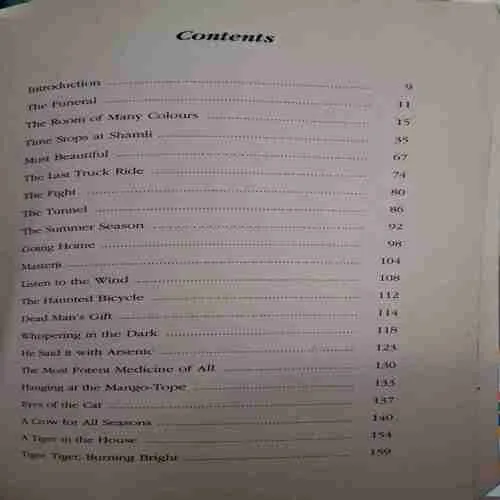 Contents
Introduction 9
The Funeral 11
The Room of Many Colours 15
Time Stops at Shamli 35
Most Beautiful 67
The Last Truck Ride 74
The Fight 80
The Tunnel 86
The Summer Season 92
Going Home 98
Masterji 104
Listen to the Wind 108
The Haunted Bicycle 112
Dead Man's Gift 114
Whispering in the Dark 118
He Said it with Arsenic 123
The Most Potent Medicine of All 130
Hanging at the Mango-Tope 133
Eyes of the Cat 137
A Crow for All Seasons 140
A Tiger in the House 154
Tiger Tiger, Burning Bright 159